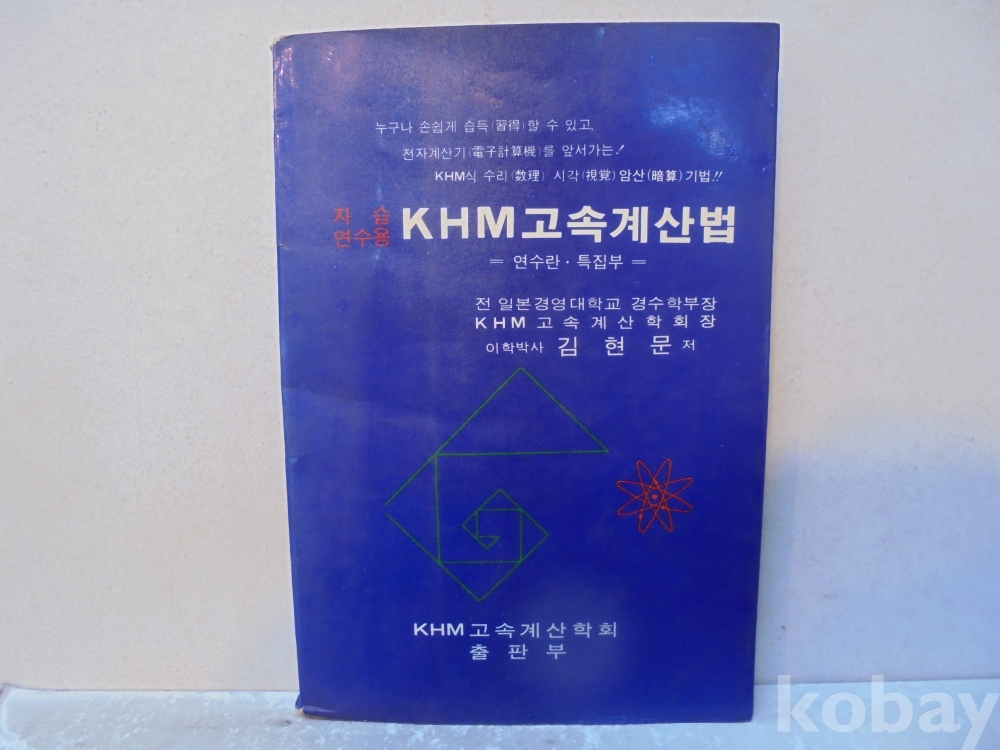 누구나 손쉽게 습득(習得)할 수 있고,
전자계산기(電子計算機)를 앞서가는!
KHM식 수리(数理) 시각(視覚) 암산(暗算)기법!!
자 습
연수용
KHM고속계산법
= 연수란·특집부 =
전 일본경영대학교 경수학부장
KHM 고속계산학회장
이학박사 김 현 문 저
KHM고속계산학회
출 판 부
kobay